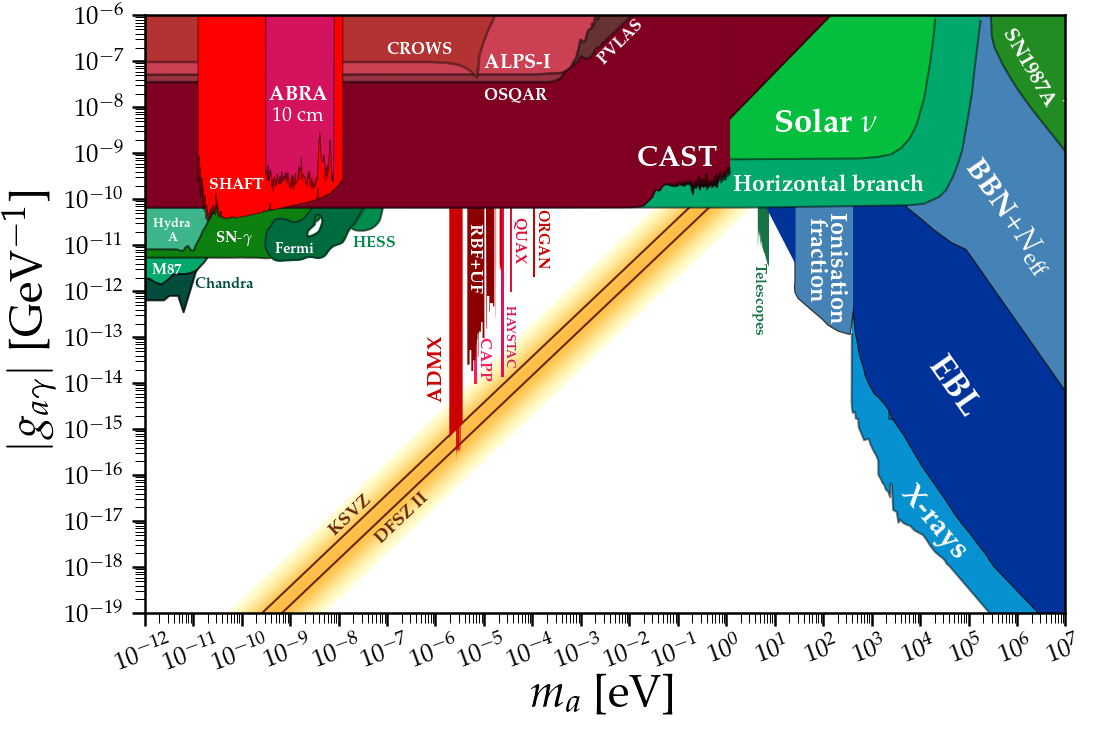 |g_{aγ}| [GeV⁻¹]
10⁻⁶
10⁻⁷
10⁻⁸
10⁻⁹
10⁻¹⁰
10⁻¹¹
10⁻¹²
10⁻¹³
10⁻¹⁴
10⁻¹⁵
10⁻¹⁶
10⁻¹⁷
10⁻¹⁸
10⁻¹⁹
CROWS
ALPS-I
PVLAS
OSQAR
ABRA
10 cm
SHAFT
CAST
Solar ν
Horizontal branch
SN1987A
BBN+N_{eff}
Hydra
A
SN-γ
Fermi
HESS
M87
Chandra
ADMX
RBF+UF
CAPP
HAYSTAC
QUAX
ORGAN
Telescopes
Ionisation
fraction
EBL
X-rays
KSVZ
DFSZ II
10⁻¹² 10⁻¹¹ 10⁻¹⁰ 10⁻⁹ 10⁻⁸ 10⁻⁷ 10⁻⁶ 10⁻⁵ 10⁻⁴ 10⁻³ 10⁻² 10⁻¹ 10⁰ 10¹ 10² 10³ 10⁴ 10⁵ 10⁶ 10⁷
m_a [eV]